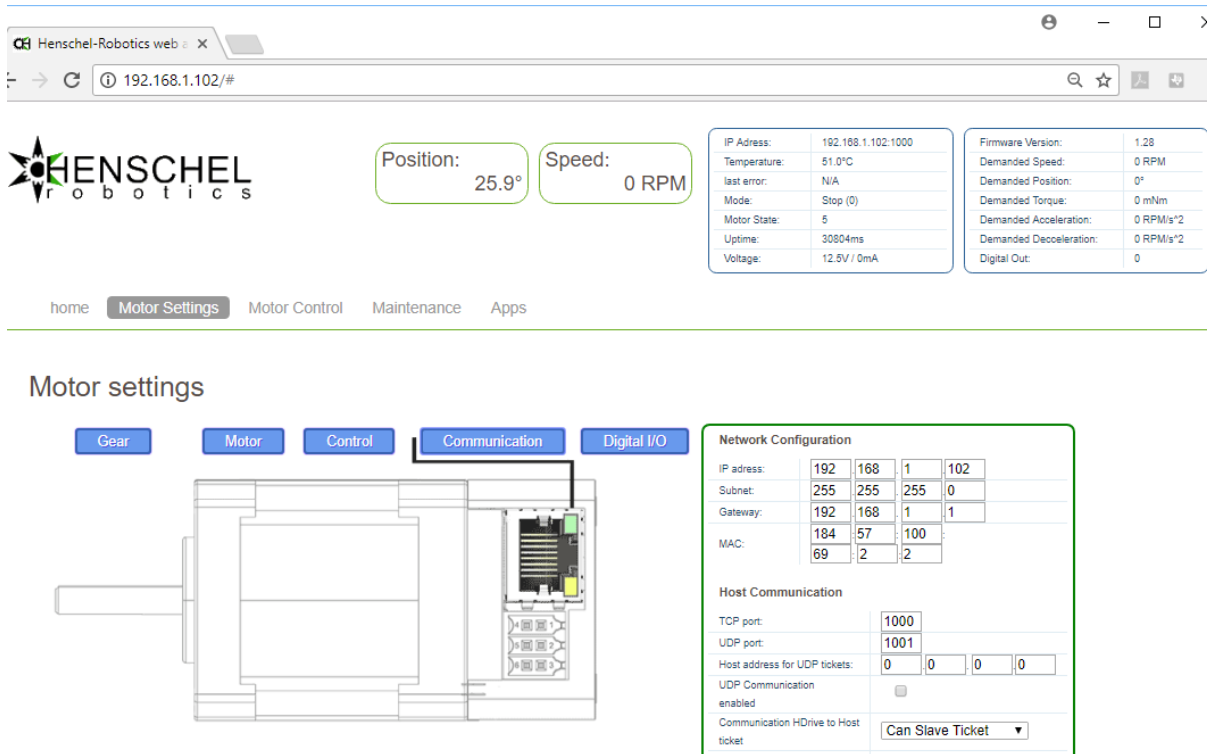 Henschel-Robotics web a
192.168.1.102/#
HENSCHEL
robotics
Position:
25.9°
Speed:
0 RPM
IP Adress: 192.168.1.102:1000
Temperature: 51.0°C
last error: N/A
Mode: Stop (0)
Motor State: 5
Uptime: 30804ms
Voltage: 12.5V / 0mA
Firmware Version: 1.28
Demanded Speed: 0 RPM
Demanded Position: 0°
Demanded Torque: 0 mNm
Demanded Acceleration: 0 RPM/s^2
Demanded Decceleration: 0 RPM/s^2
Digital Out: 0
home Motor Settings Motor Control Maintenance Apps
Motor settings
Gear Motor Control Communication Digital I/O
4 1
5 2
6 3
Network Configuration
IP adress: 192 . 168 . 1 . 102
Subnet: 255 . 255 . 255 . 0
Gateway: 192 . 168 . 1 . 1
MAC: 184 : 57 : 100 :
69 : 2 : 2
Host Communication
TCP port: 1000
UDP port: 1001
Host address for UDP tickets: 0 . 0 . 0 . 0
UDP Communication
enabled
Communication HDrive to Host
ticket
Can Slave Ticket